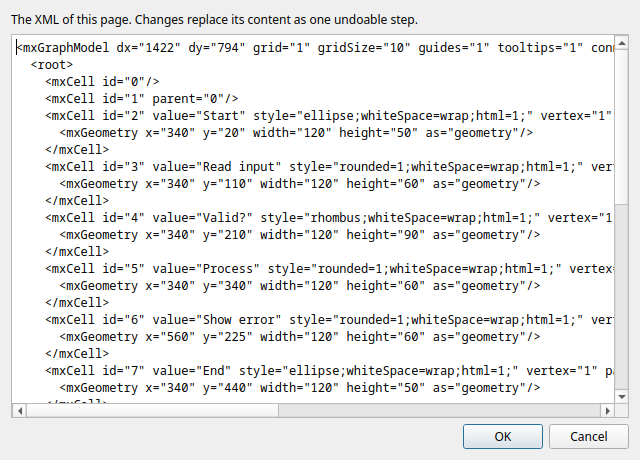 The XML of this page. Changes replace its content as one undoable step.
<mxGraphModel dx="1422" dy="794" grid="1" gridSize="10" guides="1" tooltips="1"
<root>
<mxCell id="0"/>
<mxCell id="1" parent="0"/>
<mxCell id="2" value="Start" style="ellipse;whiteSpace=wrap;html=1;" vertex="1"
<mxGeometry x="340" y="20" width="120" height="50" as="geometry"/>
</mxCell>
<mxCell id="3" value="Read input" style="rounded=1;whiteSpace=wrap;html=1;" ver
<mxGeometry x="340" y="110" width="120" height="60" as="geometry"/>
</mxCell>
<mxCell id="4" value="Valid?" style="rhombus;whiteSpace=wrap;html=1;" vertex="1
<mxGeometry x="340" y="210" width="120" height="90" as="geometry"/>
</mxCell>
<mxCell id="5" value="Process" style="rounded=1;whiteSpace=wrap;html=1;" vertex
<mxGeometry x="340" y="340" width="120" height="60" as="geometry"/>
</mxCell>
<mxCell id="6" value="Show error" style="rounded=1;whiteSpace=wrap;html=1;" ver
<mxGeometry x="560" y="225" width="120" height="60" as="geometry"/>
</mxCell>
<mxCell id="7" value="End" style="ellipse;whiteSpace=wrap;html=1;" vertex="1" p
<mxGeometry x="340" y="440" width="120" height="50" as="geometry"/>
OK
Cancel